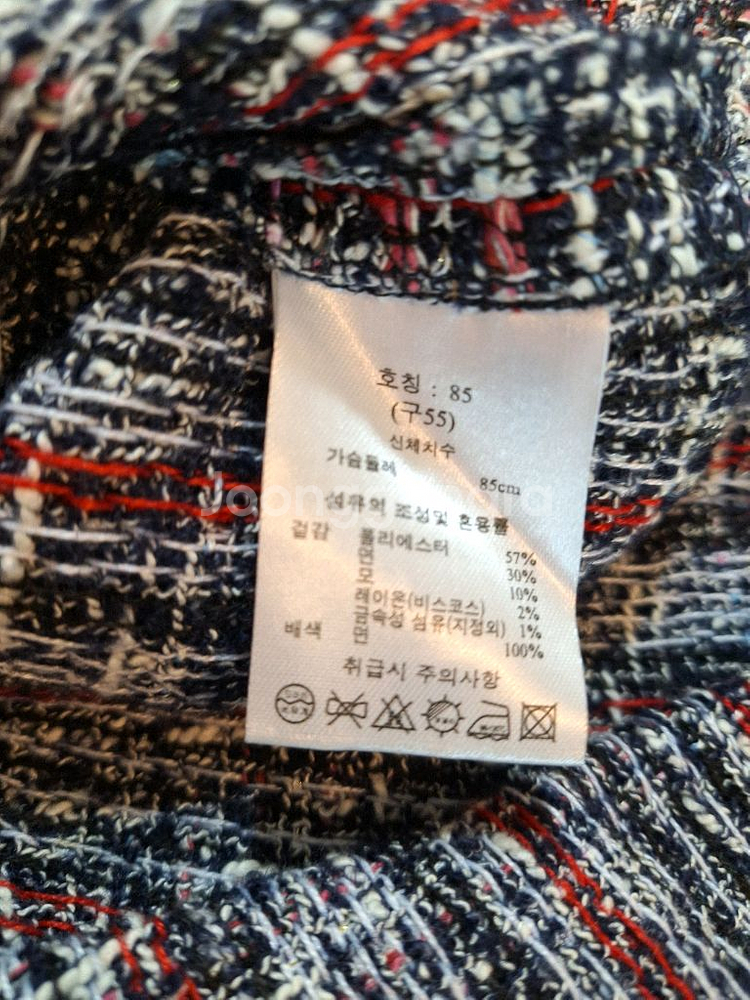 호칭 : 85
(구55)
신체치수
가슴둘레 85cm
섬유의 조성및 혼용률
겉감 폴리에스터 57%
면 30%
모 10%
레이온(비스코스) 2%
금속성 섬유(지정외) 1%
배색 면 100%
취급시 주의사항
Joonggonara